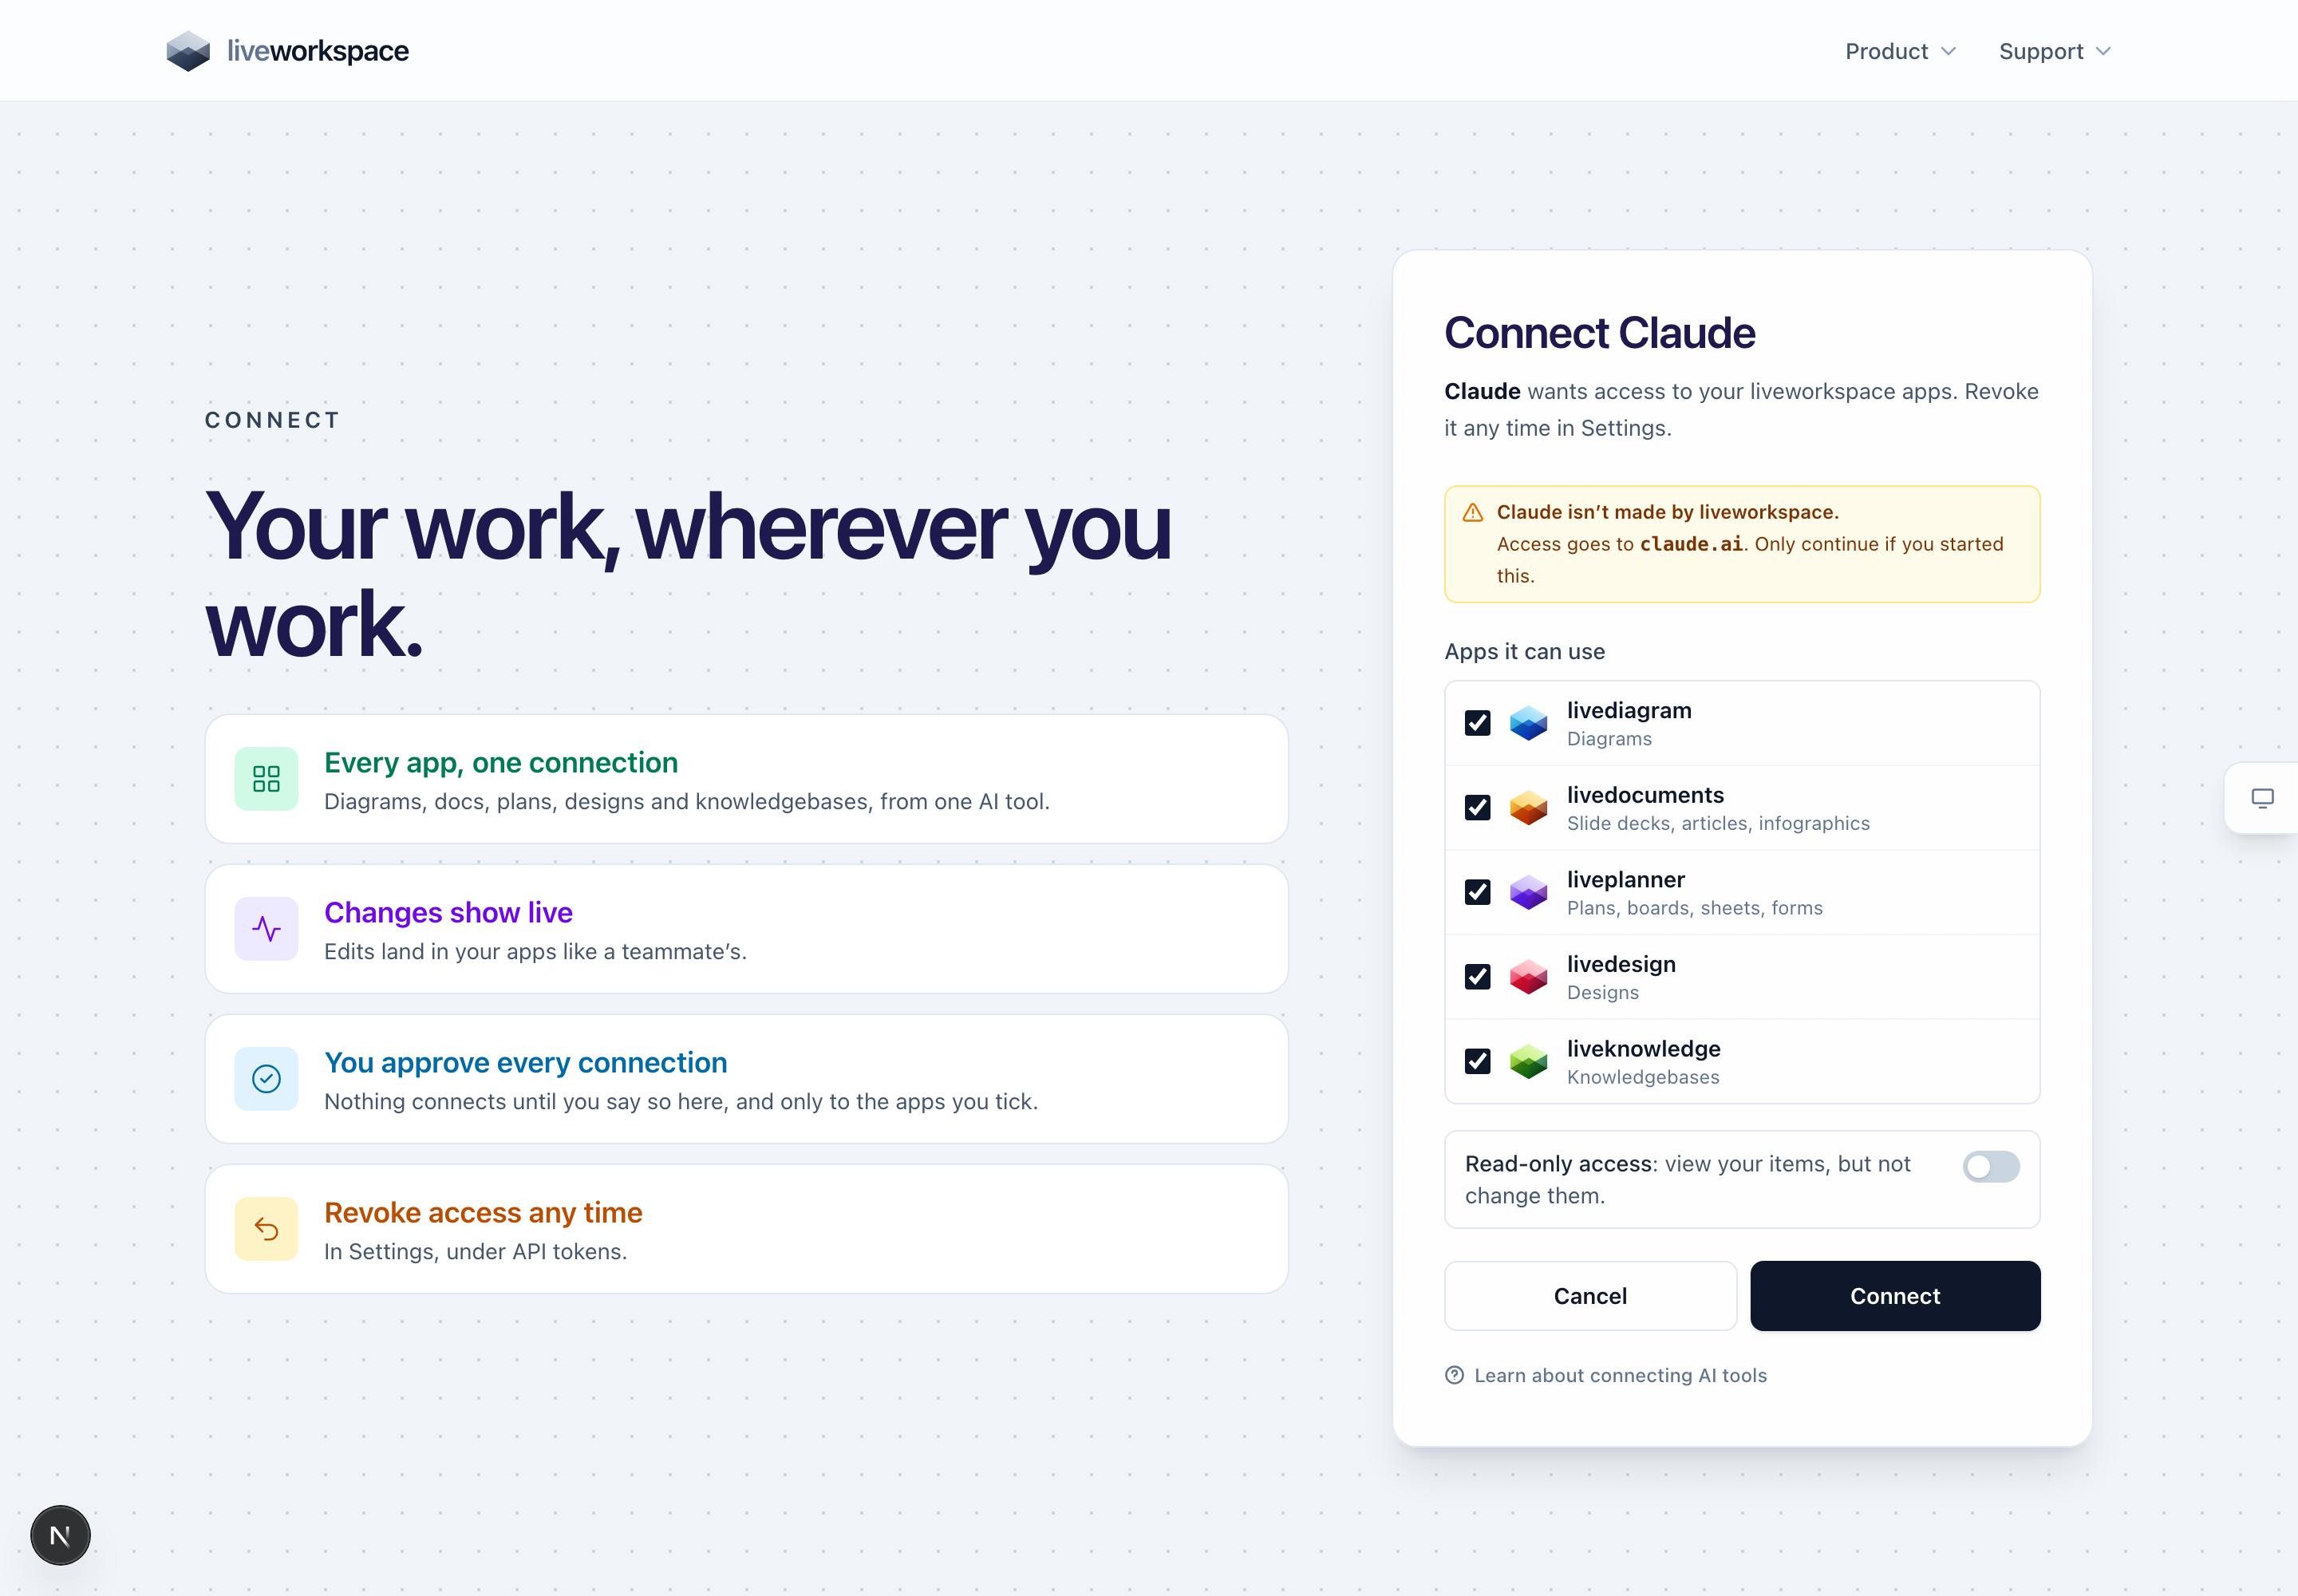 liveworkspace
Product
Support
CONNECT
Your work, wherever you
work.
Every app, one connection
Diagrams, docs, plans, designs and knowledgebases, from one AI tool.
Changes show live
Edits land in your apps like a teammate’s.
You approve every connection
Nothing connects until you say so here, and only to the apps you tick.
Revoke access any time
In Settings, under API tokens.
Connect Claude
Claude wants access to your liveworkspace apps. Revoke
it any time in Settings.
Claude isn’t made by liveworkspace.
Access goes to claude.ai. Only continue if you started
this.
Apps it can use
livediagram
Diagrams
livedocuments
Slide decks, articles, infographics
liveplanner
Plans, boards, sheets, forms
livedesign
Designs
liveknowledge
Knowledgebases
Read-only access: view your items, but not
change them.
Cancel
Connect
Learn about connecting AI tools
N